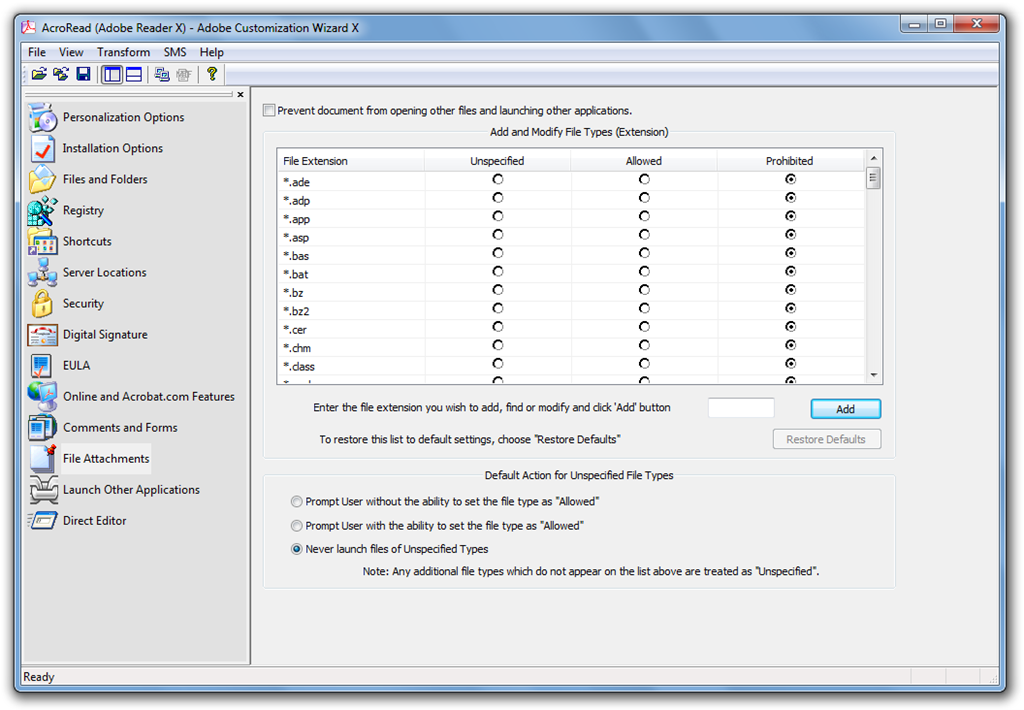 AcroRead (Adobe Reader X) - Adobe Customization Wizard X
File View Transform SMS Help
Personalization Options
Installation Options
Files and Folders
Registry
Shortcuts
Server Locations
Security
Digital Signature
EULA
Online and Acrobat.com Features
Comments and Forms
File Attachments
Launch Other Applications
Direct Editor
Prevent document from opening other files and launching other applications.
Add and Modify File Types (Extension)
File Extension Unspecified Allowed Prohibited
*.ade
*.adp
*.app
*.asp
*.bas
*.bat
*.bz
*.bz2
*.cer
*.chm
*.class
Enter the file extension you wish to add, find or modify and click 'Add' button Add
To restore this list to default settings, choose "Restore Defaults" Restore Defaults
Default Action for Unspecified File Types
Prompt User without the ability to set the file type as "Allowed"
Prompt User with the ability to set the file type as "Allowed"
Never launch files of Unspecified Types
Note: Any additional file types which do not appear on the list above are treated as "Unspecified".
Ready